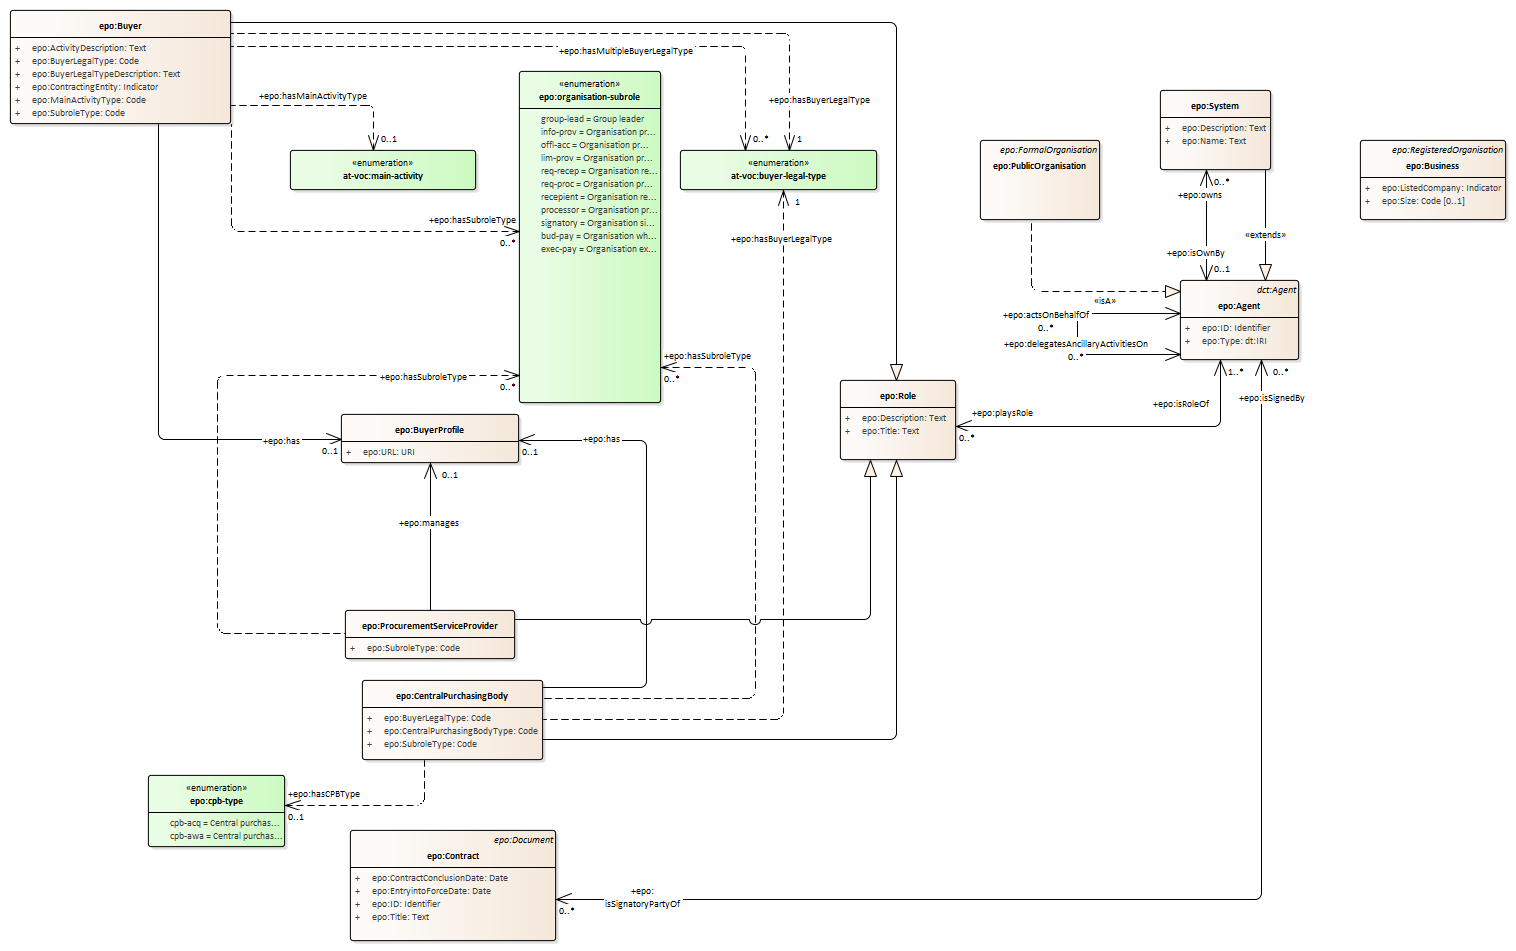 epo:Buyer
+ epo:ActivityDescription: Text
+ epo:BuyerLegalType: Code
+ epo:BuyerLegalTypeDescription: Text
+ epo:ContractingEntity: Indicator
+ epo:MainActivityType: Code
+ epo:SubroleType: Code
+epo:hasMultipleBuyerLegalType
+epo:hasMainActivityType
0..1
«enumeration»
at-voc:main-activity
«enumeration»
epo:organisation-subrole
group-lead = Group leader
info-prov = Organisation pr...
offl-acc = Organisation pr...
lim-prov = Organisation pr...
req-recep = Organisation re...
req-proc = Organisation pr...
recepient = Organisation re...
processor = Organisation pr...
signatory = Organisation si...
bud-pay = Organisation wh...
exec-pay = Organisation ex...
+epo:hasBuyerLegalType
0..*
1
«enumeration»
at-voc:buyer-legal-type
1
+epo:hasBuyerLegalType
+epo:hasSubroleType
0..*
epo:System
+ epo:Description: Text
+ epo:Name: Text
epo:FormalOrganisation
epo:PublicOrganisation
epo:RegisteredOrganisation
epo:Business
+ epo:ListedCompany: Indicator
+ epo:Size: Code [0..1]
0..*
+epo:owns
«extends»
+epo:isOwnBy
0..1
dct:Agent
epo:Agent
+ epo:ID: Identifier
+ epo:Type: dt:IRI
«isA»
+epo:actsOnBehalfOf
0..*
+epo:delegatesAncillaryActivitiesOn
0..*
+epo:hasSubroleType
0..*
+epo:hasSubroleType
0..*
epo:Role
+ epo:Description: Text
+ epo:Title: Text
1..*
0..*
+epo:isSignedBy
+epo:isRoleOf
+epo:playsRole
0..*
epo:BuyerProfile
+ epo:URL: URI
+epo:has
0..1
+epo:has
0..1
0..1
+epo:manages
epo:ProcurementServiceProvider
+ epo:SubroleType: Code
epo:CentralPurchasingBody
+ epo:BuyerLegalType: Code
+ epo:CentralPurchasingBodyType: Code
+ epo:SubroleType: Code
«enumeration»
epo:cpb-type
cpb-acq = Central purchas...
cpb-awa = Central purchas...
+epo:hasCPBType
0..1
epo:Document
epo:Contract
+ epo:ContractConclusionDate: Date
+ epo:EntryintoForceDate: Date
+ epo:ID: Identifier
+ epo:Title: Text
+epo:
isSignatoryPartyOf
0..*